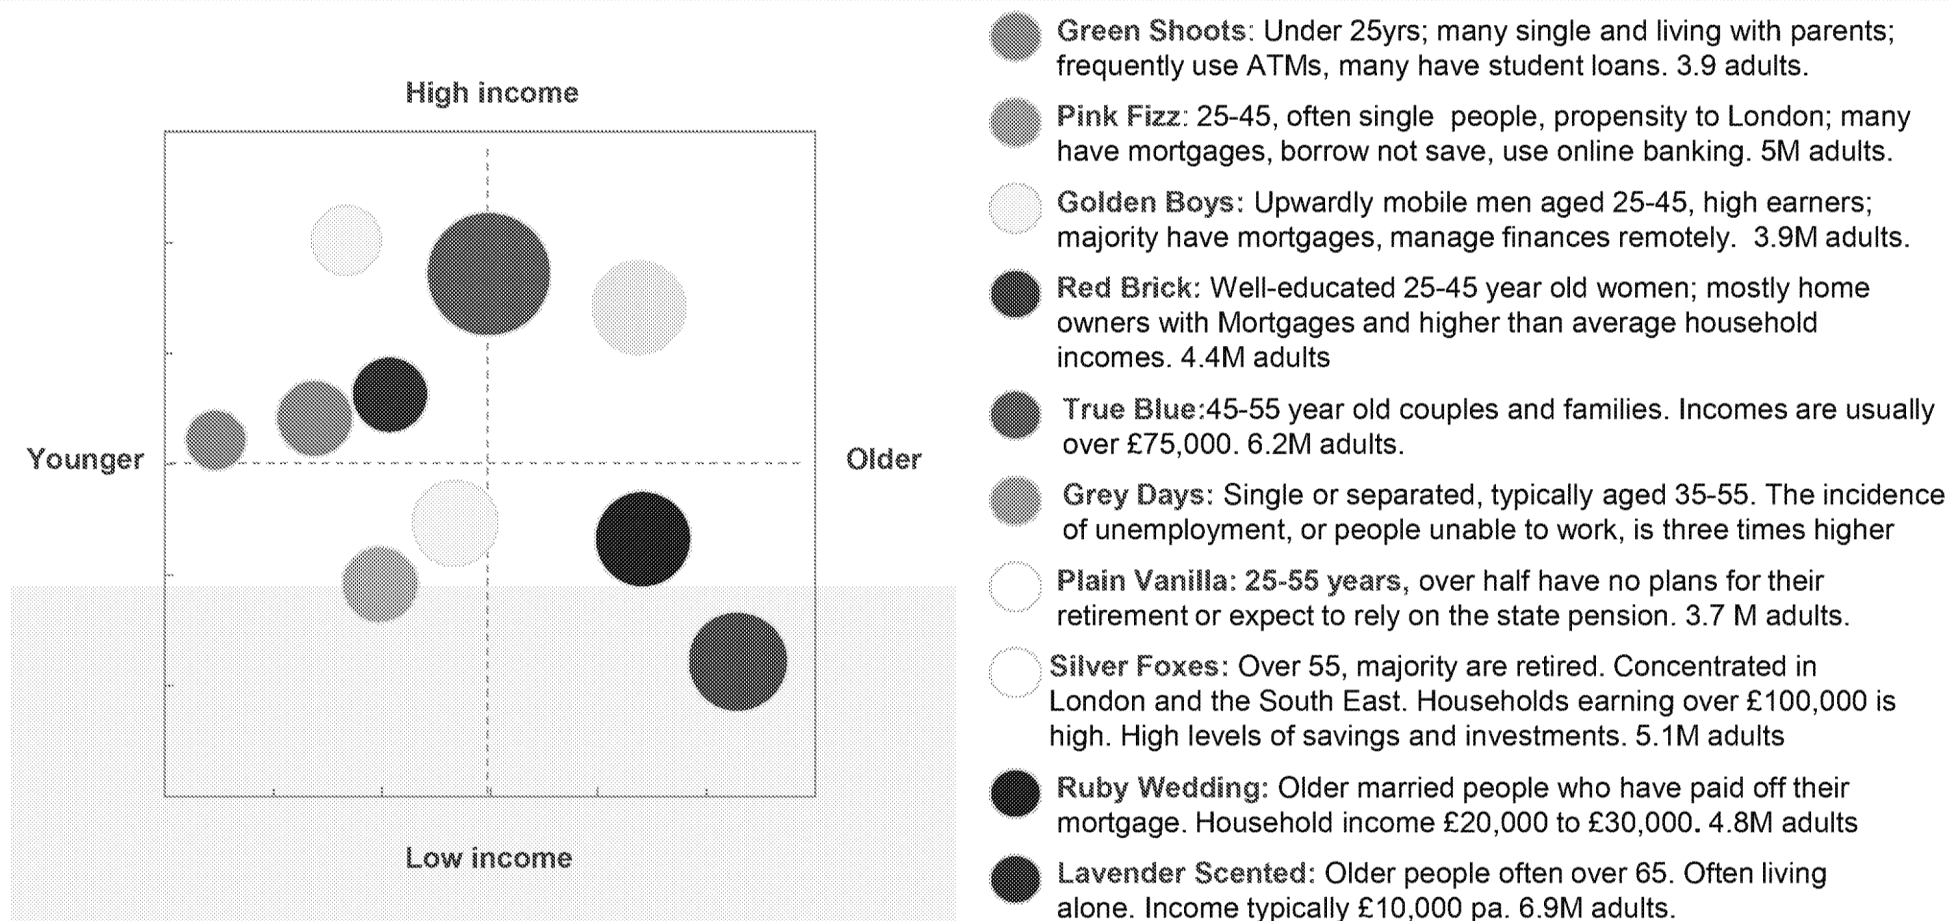 High income
Younger
Older
Low income
Green Shoots: Under 25yrs; many single and living with parents;
frequently use ATMs, many have student loans. 3.9 adults.
Pink Fizz: 25-45, often single people, propensity to London; many
have mortgages, borrow not save, use online banking. 5M adults.
Golden Boys: Upwardly mobile men aged 25-45, high earners;
majority have mortgages, manage finances remotely. 3.9M adults.
Red Brick: Well-educated 25-45 year old women; mostly home
owners with Mortgages and higher than average household
incomes. 4.4M adults
True Blue:45-55 year old couples and families. Incomes are usually
over £75,000. 6.2M adults.
Grey Days: Single or separated, typically aged 35-55. The incidence
of unemployment, or people unable to work, is three times higher
Plain Vanilla: 25-55 years, over half have no plans for their
retirement or expect to rely on the state pension. 3.7 M adults.
Silver Foxes: Over 55, majority are retired. Concentrated in
London and the South East. Households earning over £100,000 is
high. High levels of savings and investments. 5.1M adults
Ruby Wedding: Older married people who have paid off their
mortgage. Household income £20,000 to £30,000. 4.8M adults
Lavender Scented: Older people often over 65. Often living
alone. Income typically £10,000 pa. 6.9M adults.